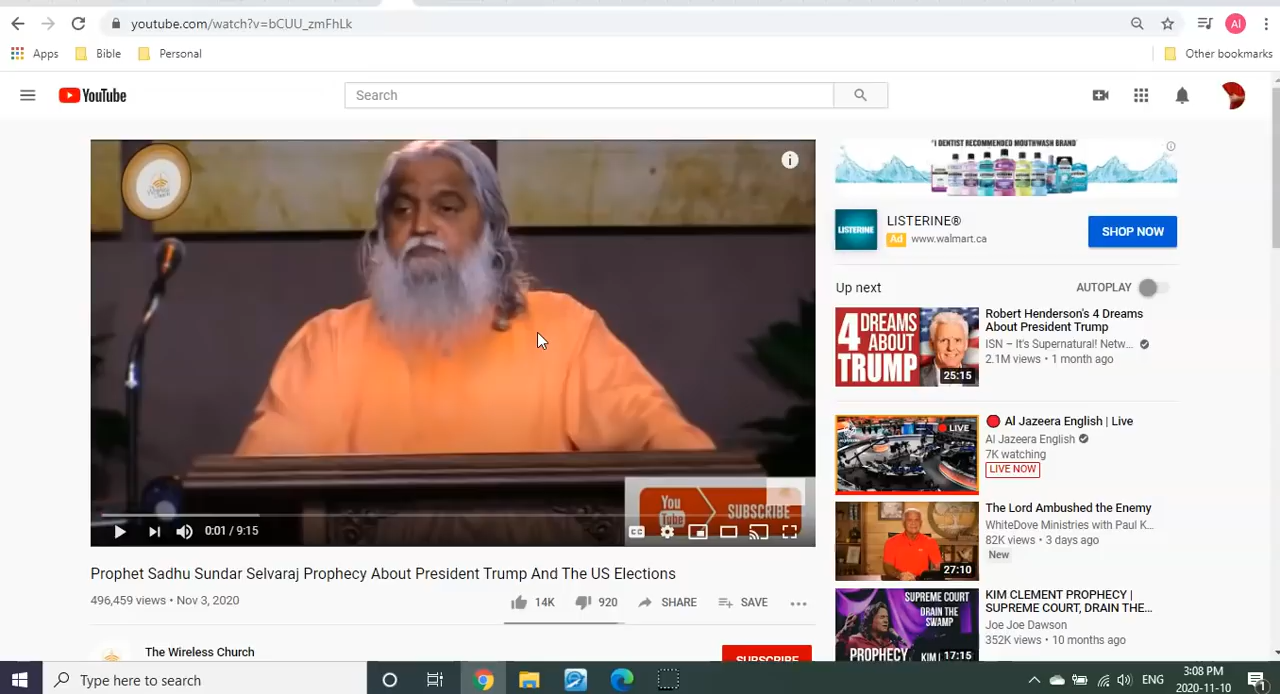 youtube.com/watch?v=bCUU_zmFhLk
Al
Apps
Bible
Personal
Other bookmarks
YouTube
Search
"1 DENTIST RECOMMENDED MOUTHWASH BRAND"
LISTERINE
LISTERINE®
Ad www.walmart.ca
SHOP NOW
You
Tube
SUBSCRIBE
CC
0:01 / 9:15
Prophet Sadhu Sundar Selvaraj Prophecy About President Trump And The US Elections
496,459 views • Nov 3, 2020
14K
920
SHARE
SAVE
The Wireless Church
SUBSCRIBE
Up next
AUTOPLAY
4 DREAMS
ABOUT
TRUMP
25:15
Robert Henderson's 4 Dreams
About President Trump
ISN – It's Supernatural! Netw...
2.1M views • 1 month ago
LIVE
Al Jazeera English | Live
Al Jazeera English
7K watching
LIVE NOW
27:10
The Lord Ambushed the Enemy
WhiteDove Ministries with Paul K...
82K views • 3 days ago
New
SUPREME COURT
DRAIN THE
SWAMP
PROPHECY
17:15
KIM CLEMENT PROPHECY |
SUPREME COURT, DRAIN THE...
Joe Joe Dawson
352K views • 10 months ago
Type here to search
ENG
3:08 PM
2020-11-10
1